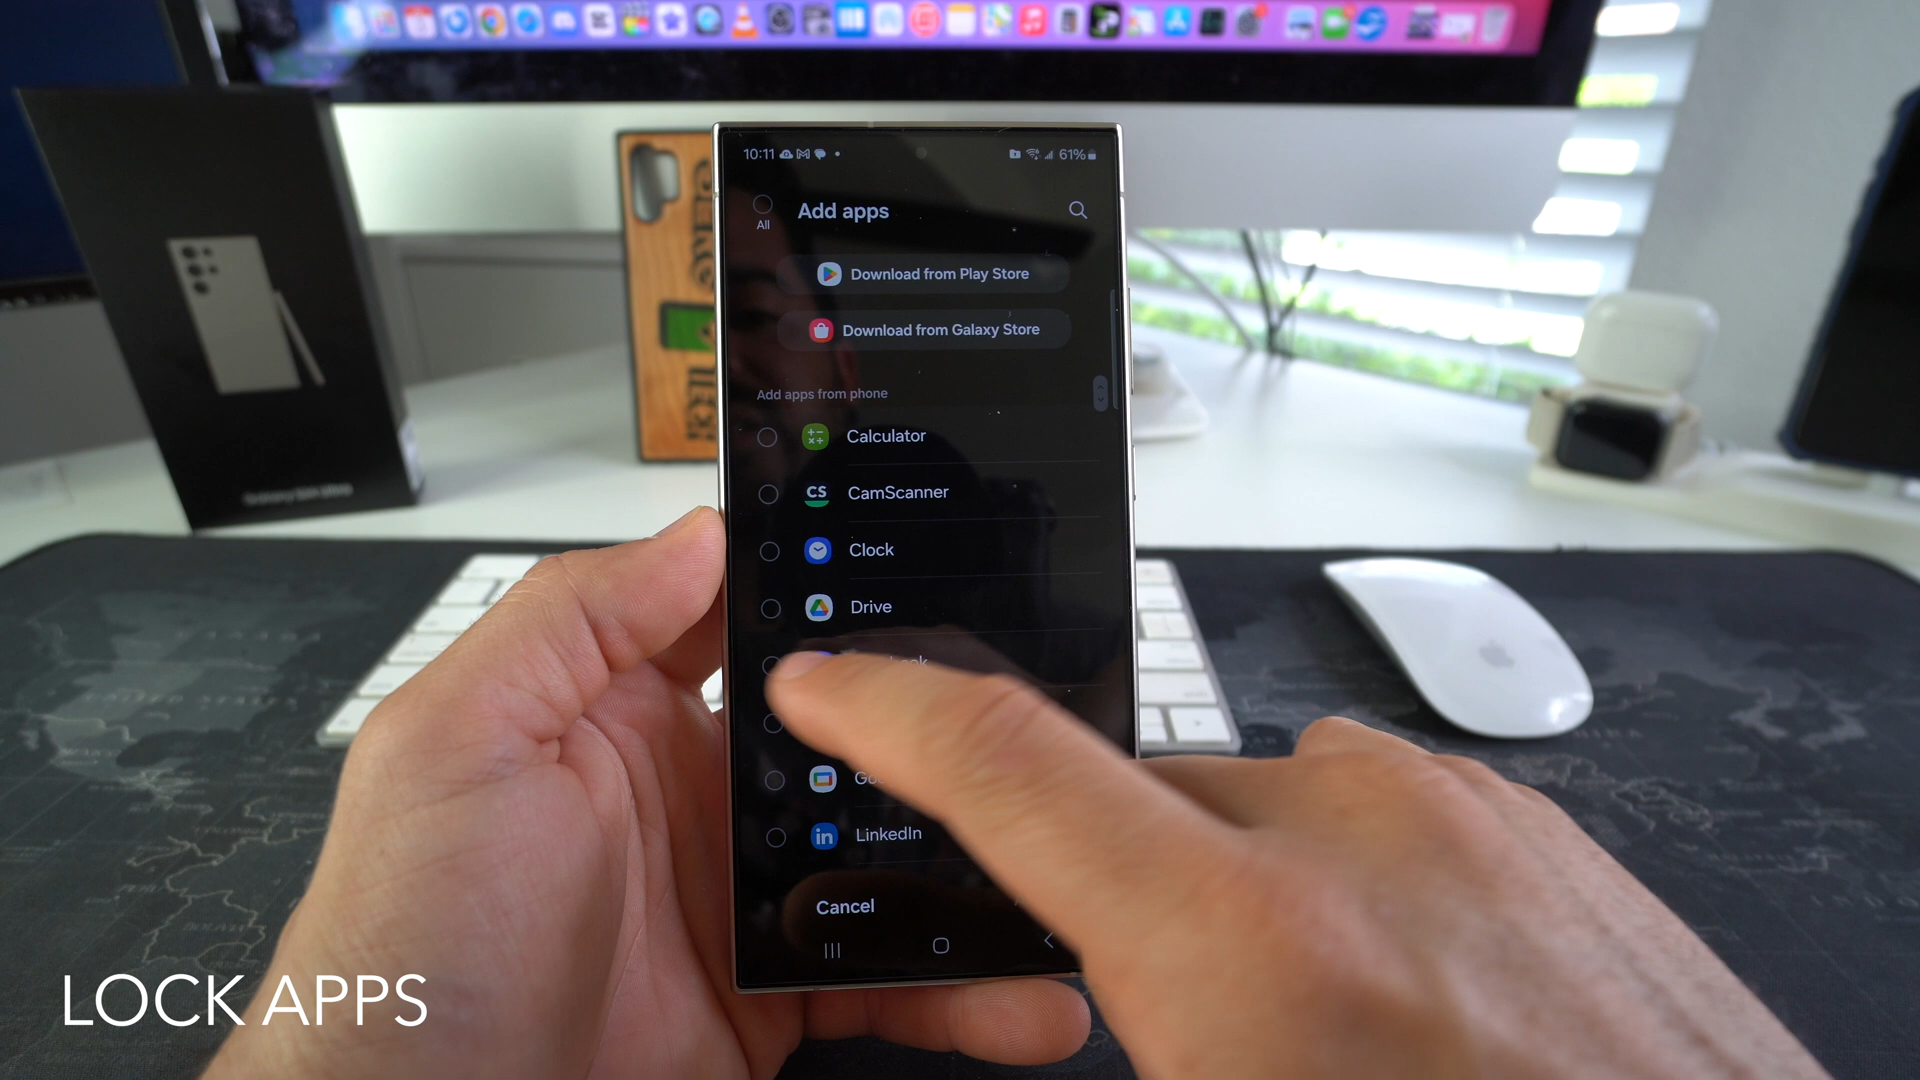 10:11
61%
All
Add apps
Download from Play Store
Download from Galaxy Store
Add apps from phone
Calculator
CS
CamScanner
Clock
Drive
in
LinkedIn
Cancel
LOCK APPS